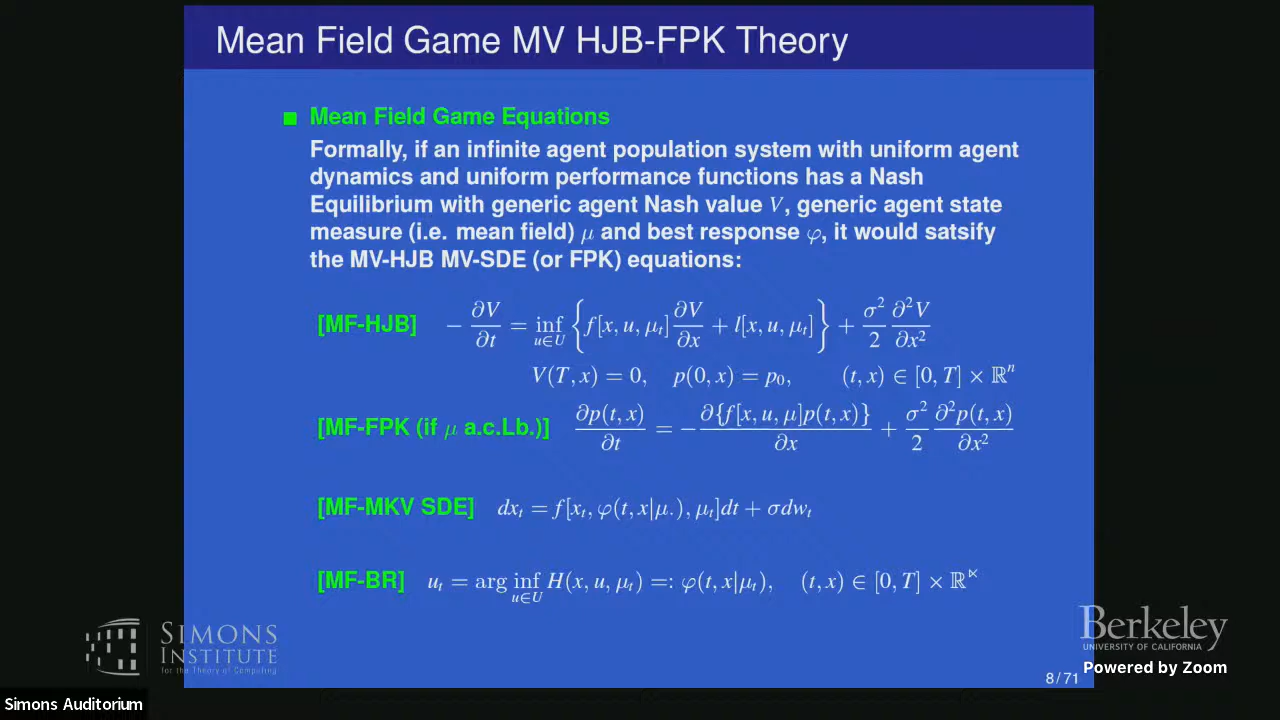 Mean Field Game MV HJB-FPK Theory
Mean Field Game Equations
Formally, if an infinite agent population system with uniform agent
dynamics and uniform performance functions has a Nash
Equilibrium with generic agent Nash value V, generic agent state
measure (i.e. mean field) μ and best response φ, it would satsify
the MV-HJB MV-SDE (or FPK) equations:
[MF-HJB] − ∂V/∂t = inf_{u∈U} { f[x, u, μ_t] ∂V/∂x + l[x, u, μ_t] } + σ²/2 ∂²V/∂x²
V(T, x) = 0, p(0, x) = p₀, (t, x) ∈ [0, T] × ℝⁿ
[MF-FPK (if μ a.c.Lb.)] ∂p(t, x)/∂t = − ∂{f[x, u, μ]p(t, x)}/∂x + σ²/2 ∂²p(t, x)/∂x²
[MF-MKV SDE] dx_t = f[x_t, φ(t, x|μ.), μ_t]dt + σdw_t
[MF-BR] u_t = arg inf_{u∈U} H(x, u, μ_t) =: φ(t, x|μ_t), (t, x) ∈ [0, T] × ℝ^⋉
SIMONS
INSTITUTE
for the Theory of Computing
Berkeley
UNIVERSITY OF CALIFORNIA
Powered by Zoom
8 / 71
Simons Auditorium